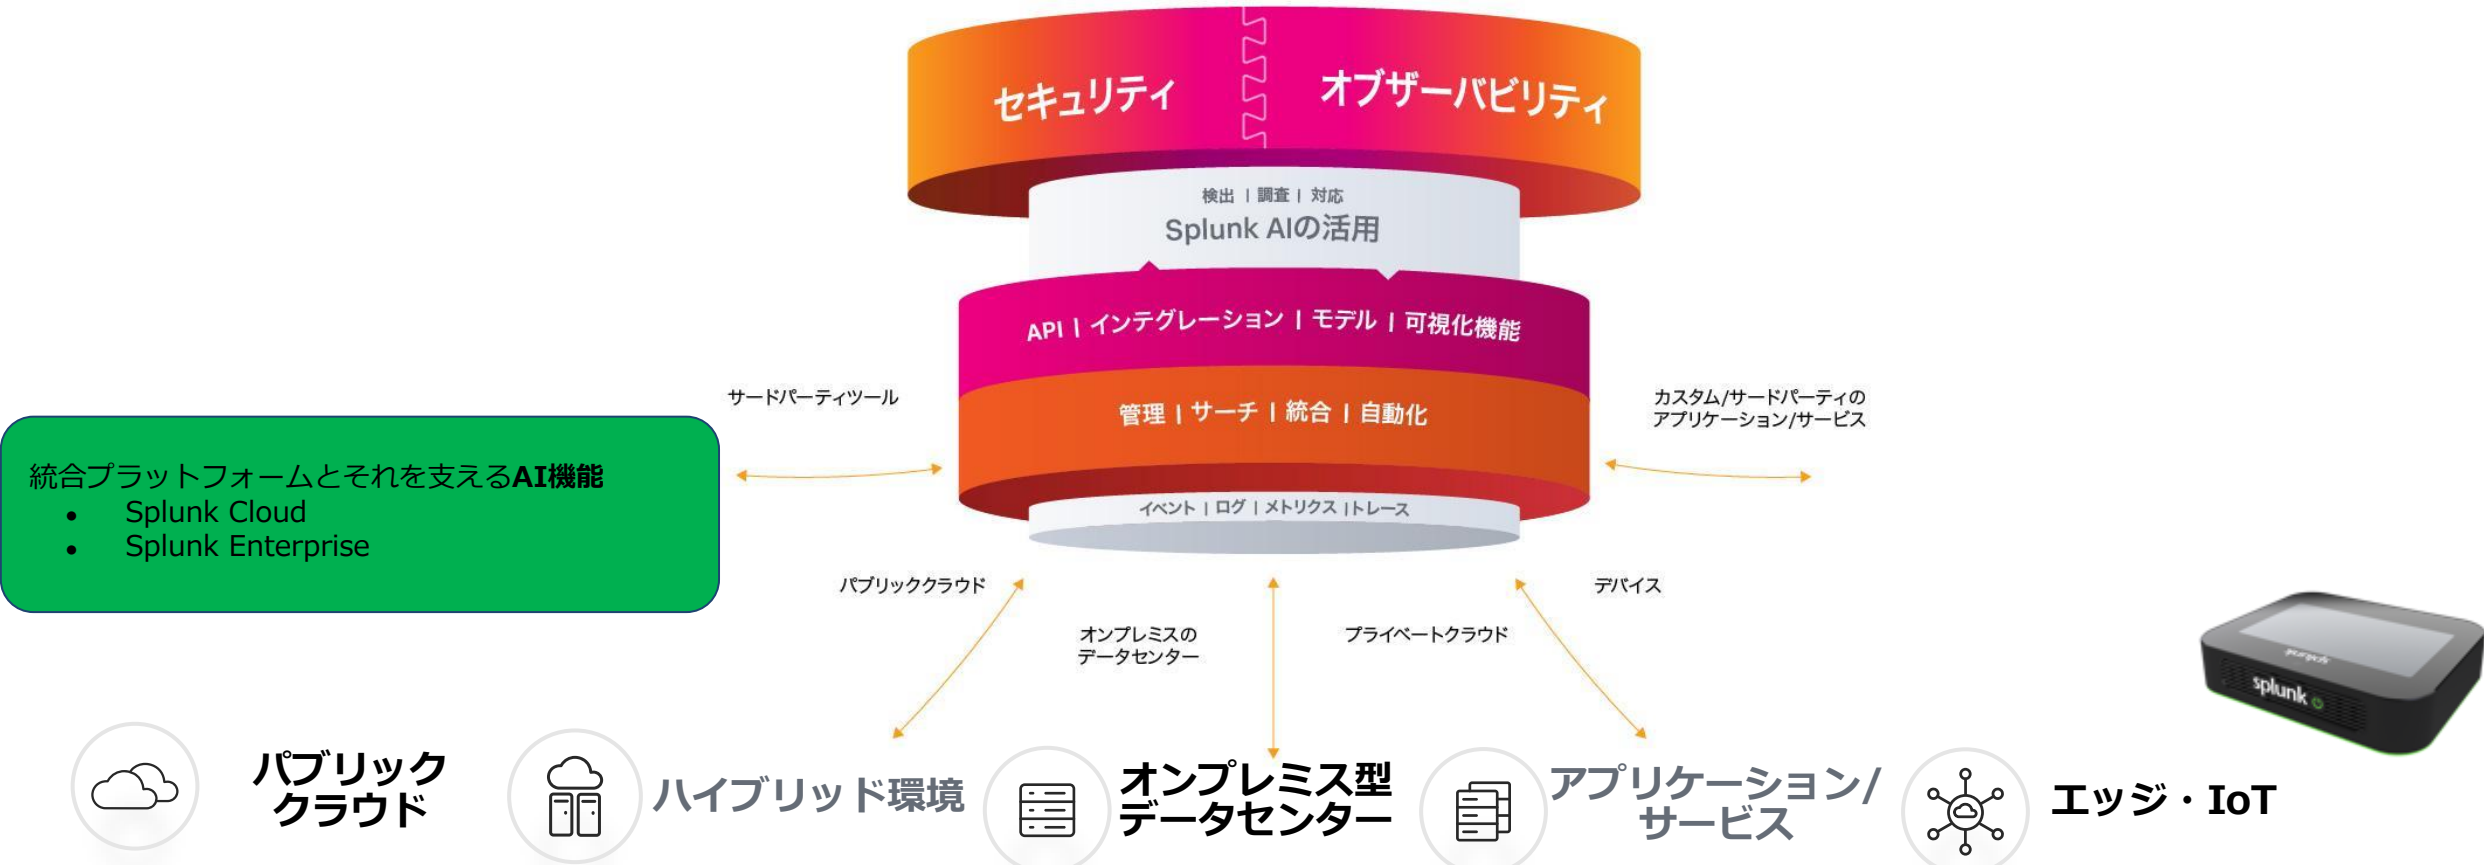 セキュリティ
オブザーバビリティ
検出 | 調査 | 対応
Splunk AIの活用
API | インテグレーション | モデル | 可視化機能
管理 | サーチ | 統合 | 自動化
イベント | ログ | メトリクス | トレース
サードパーティツール
カスタム/サードパーティの
アプリケーション/サービス
統合プラットフォームとそれを支えるAI機能
• Splunk Cloud
• Splunk Enterprise
パブリッククラウド
オンプレミスの
データセンター
プライベートクラウド
デバイス
splunk
splunk
パブリック
クラウド
ハイブリッド環境
オンプレミス型
データセンター
アプリケーション/
サービス
エッジ・IoT